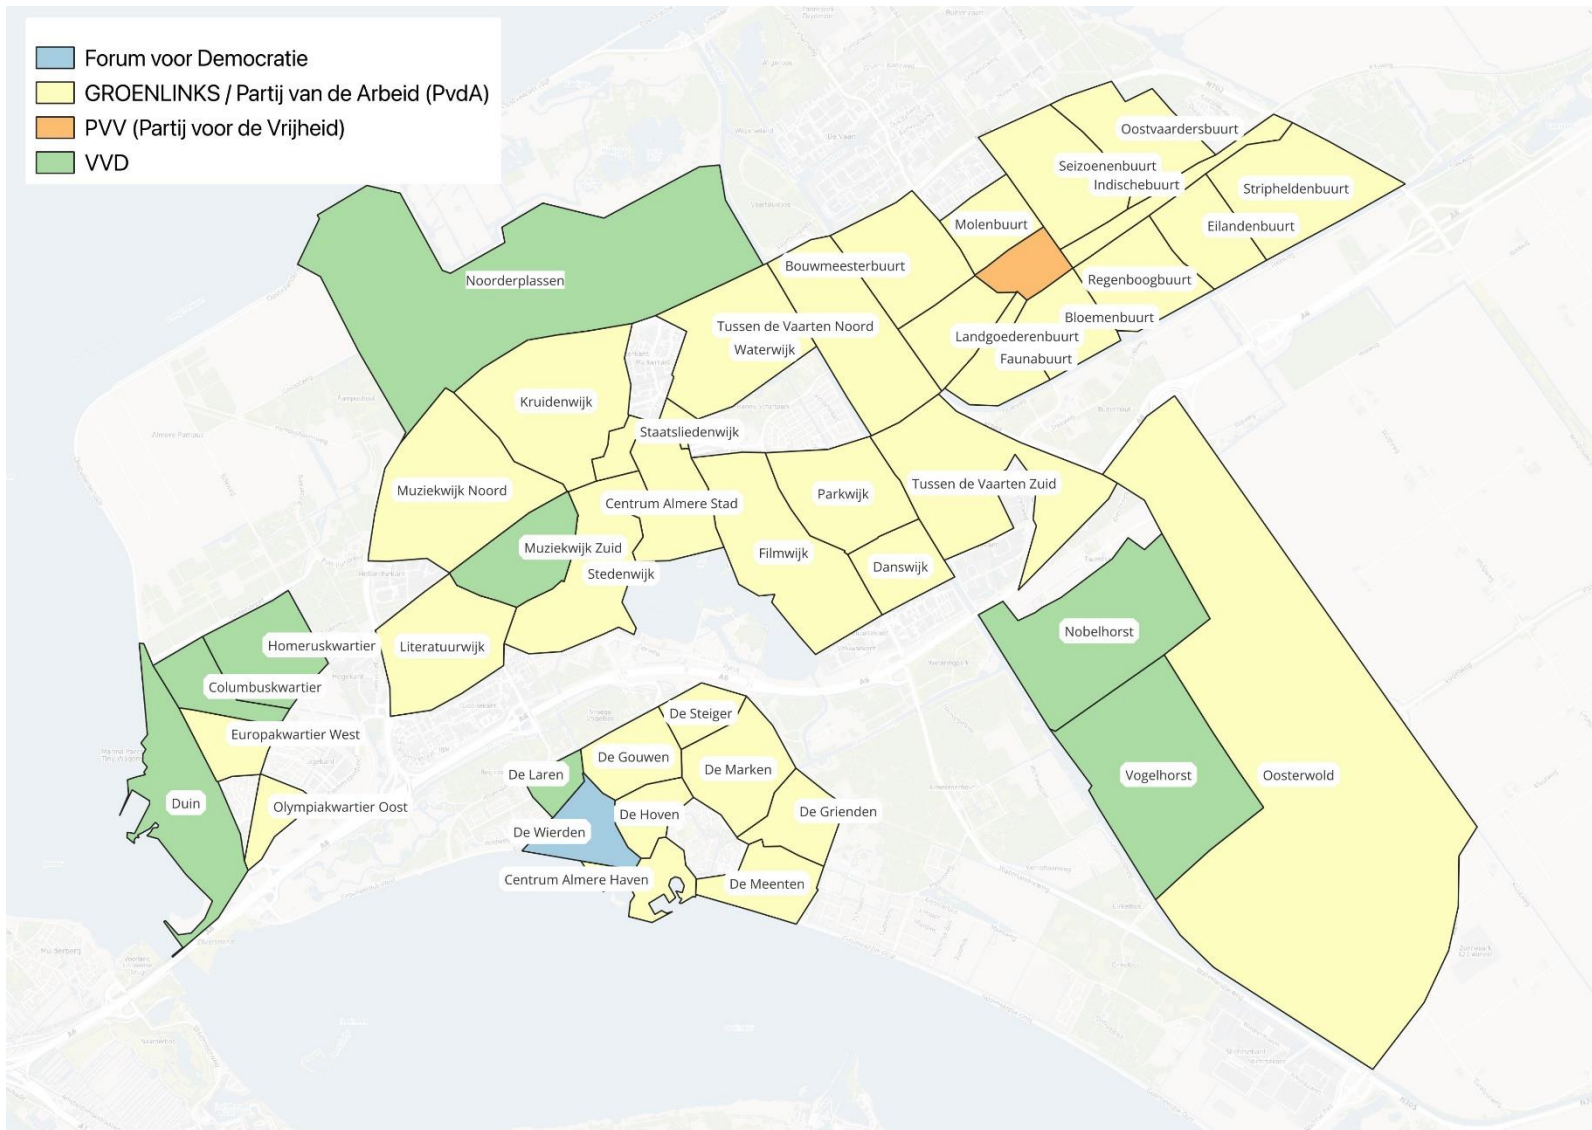 Forum voor Democratie
GROENLINKS / Partij van de Arbeid (PvdA)
PVV (Partij voor de Vrijheid)
VVD
Oostvaardersbuurt
Seizoenenbuurt
Indischebuurt
Stripheldenbuurt
Molenbuurt
Eilandenbuurt
Bouwmeesterbuurt
Noorderplassen
Regenboogbuurt
Bloemenbuurt
Tussen de Vaarten Noord
Landgoederenbuurt
Waterwijk
Faunabuurt
Kruidenwijk
Staatsliedenwijk
Tussen de Vaarten Zuid
Muziekwijk Noord
Parkwijk
Centrum Almere Stad
Muziekwijk Zuid
Filmwijk
Danswijk
Stedenwijk
Nobelhorst
Homeruskwartier
Literatuurwijk
Columbuskwartier
De Steiger
Europakwartier West
De Gouwen
De Marken
De Laren
Vogelhorst
Oosterwold
Duin
Olympiakwartier Oost
De Hoven
De Grienden
De Wierden
Centrum Almere Haven
De Meenten